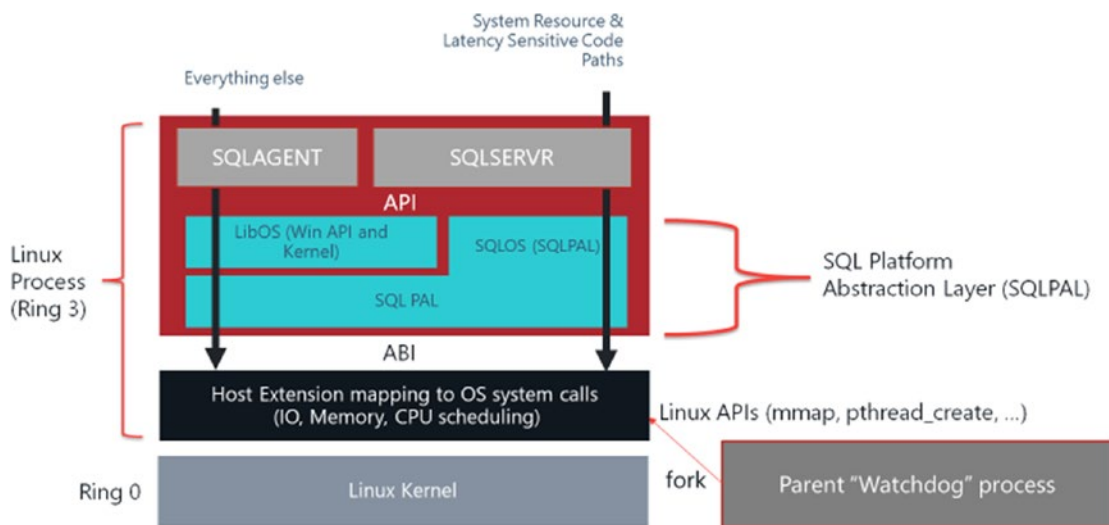 System Resource &
Latency Sensitive Code
Paths
Everything else
SQLAGENT
SQLSERVR
API
LibOS (Win API and
Kernel)
SQLOS (SQLPAL)
SQL PAL
Linux
Process
(Ring 3)
SQL Platform
Abstraction Layer (SQLPAL)
ABI
Host Extension mapping to OS system calls
(IO, Memory, CPU scheduling)
Linux APIs (mmap, pthread_create, ...)
Ring 0
Linux Kernel
fork
Parent "Watchdog" process